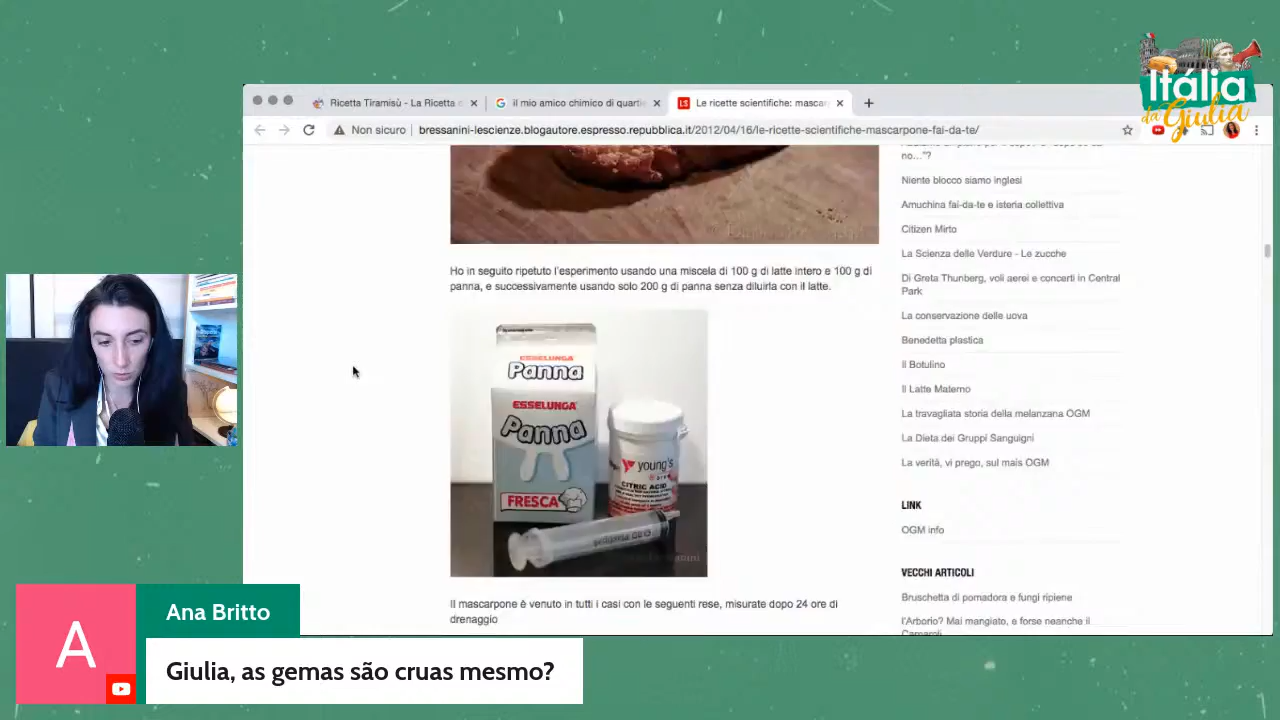 Itália
da Giulia
Ricetta Tiramisù - La Ricetta d
il mio amico chimico di quartie
Le ricette scientifiche: mascar
Non sicuro
bressanini-lescienze.blogautore.espresso.repubblica.it/2012/04/16/le-ricette-scientifiche-mascarpone-fai-da-te/
no…"?
Niente blocco siamo inglesi
Amuchina fai-da-te e isteria collettiva
Citizen Mirto
La Scienza delle Verdure - Le zucche
Di Greta Thunberg, voli aerei e concerti in Central
Park
La conservazione delle uova
Benedetta plastica
Il Botulino
Il Latte Materno
La travagliata storia della melanzana OGM
La Dieta dei Gruppi Sanguigni
La verità, vi prego, sul mais OGM
LINK
OGM info
VECCHI ARTICOLI
Bruschetta di pomodora e fungi ripiene
l'Arborio? Mai mangiato, e forse neanche il
Carnaroli
Ho in seguito ripetuto l'esperimento usando una miscela di 100 g di latte intero e 100 g di
panna, e successivamente usando solo 200 g di panna senza diluirla con il latte.
ESSELUNGA
Panna
ESSELUNGA
Panna
FRESCA
young's
CITRIC ACID
Il mascarpone è venuto in tutti i casi con le seguenti rese, misurate dopo 24 ore di
drenaggio
A
Ana Britto
Giulia, as gemas são cruas mesmo?